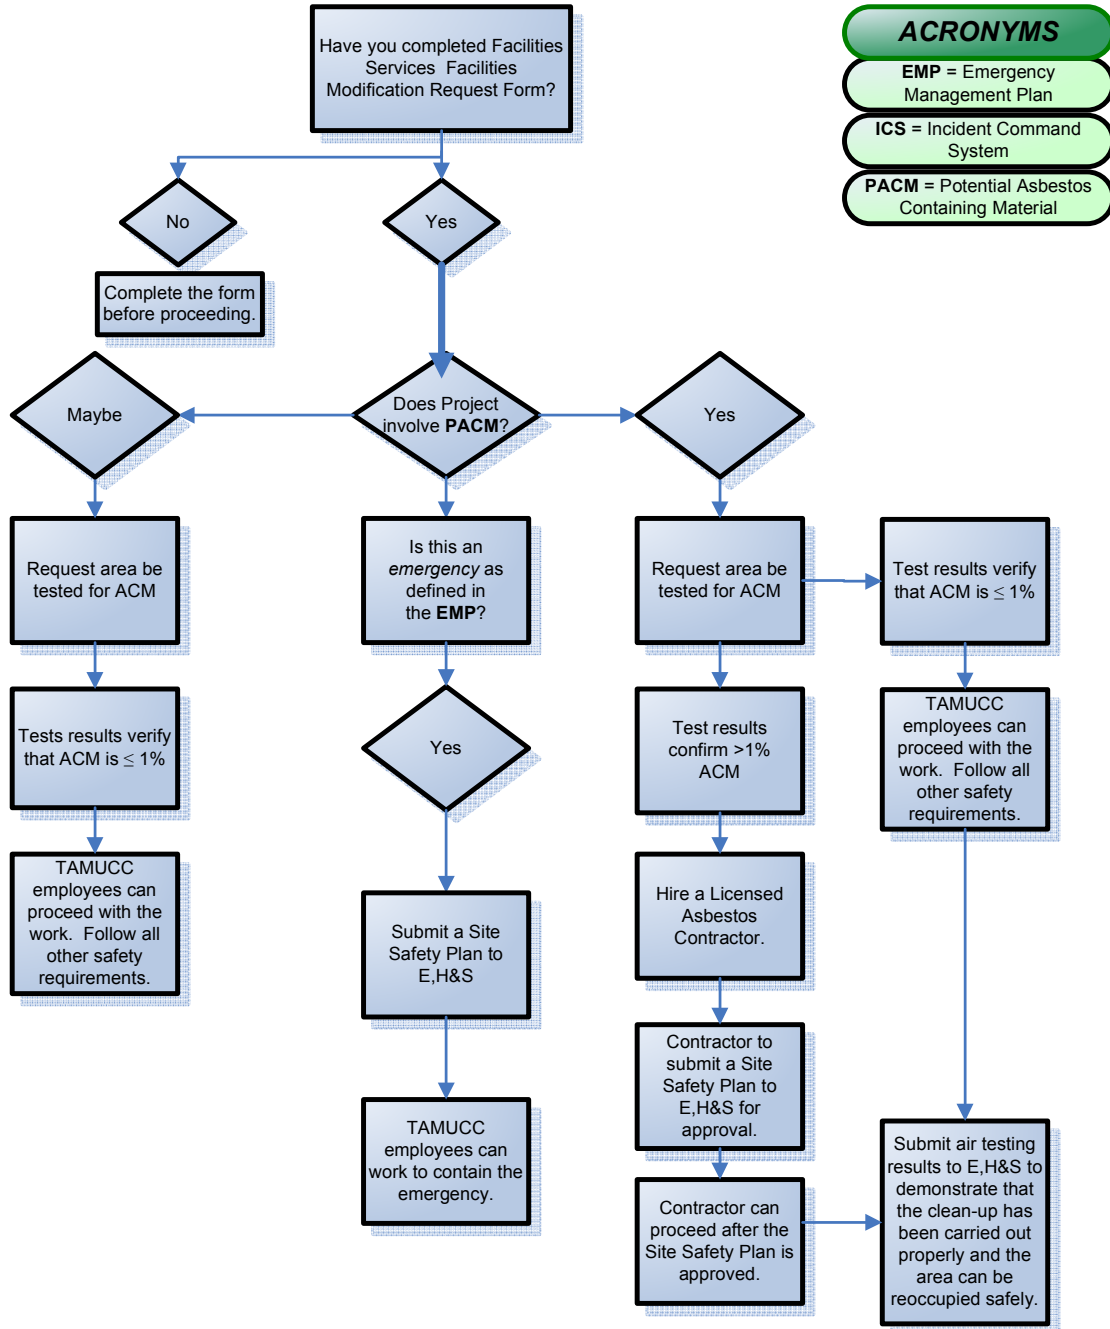 Have you completed Facilities
Services Facilities
Modification Request Form?
ACRONYMS
EMP = Emergency
Management Plan
ICS = Incident Command
System
PACM = Potential Asbestos
Containing Material
No
Yes
Complete the form
before proceeding.
Maybe
Does Project
involve PACM?
Yes
Request area be
tested for ACM
Is this an
emergency as
defined in
the EMP?
Request area be
tested for ACM
Test results verify
that ACM is ≤ 1%
Tests results verify
that ACM is ≤ 1%
Yes
Test results
confirm >1%
ACM
TAMUCC
employees can
proceed with the
work. Follow all
other safety
requirements.
TAMUCC
employees can
proceed with the
work. Follow all
other safety
requirements.
Submit a Site
Safety Plan to
E,H&S
Hire a Licensed
Asbestos
Contractor.
Contractor to
submit a Site
Safety Plan to
E,H&S for
approval.
TAMUCC
employees can
work to contain the
emergency.
Contractor can
proceed after the
Site Safety Plan is
approved.
Submit air testing
results to E,H&S to
demonstrate that
the clean-up has
been carried out
properly and the
area can be
reoccupied safely.